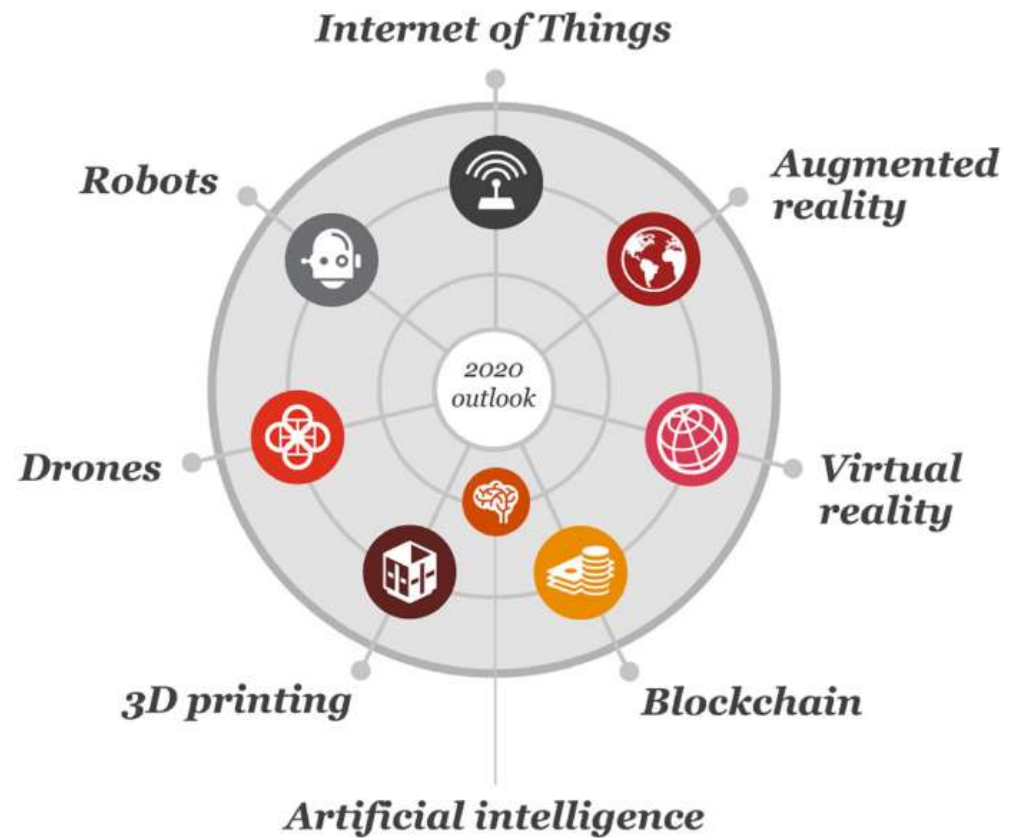 Internet of Things
Robots
Augmented
reality
2020
outlook
Drones
Virtual
reality
3D printing
Blockchain
Artificial intelligence